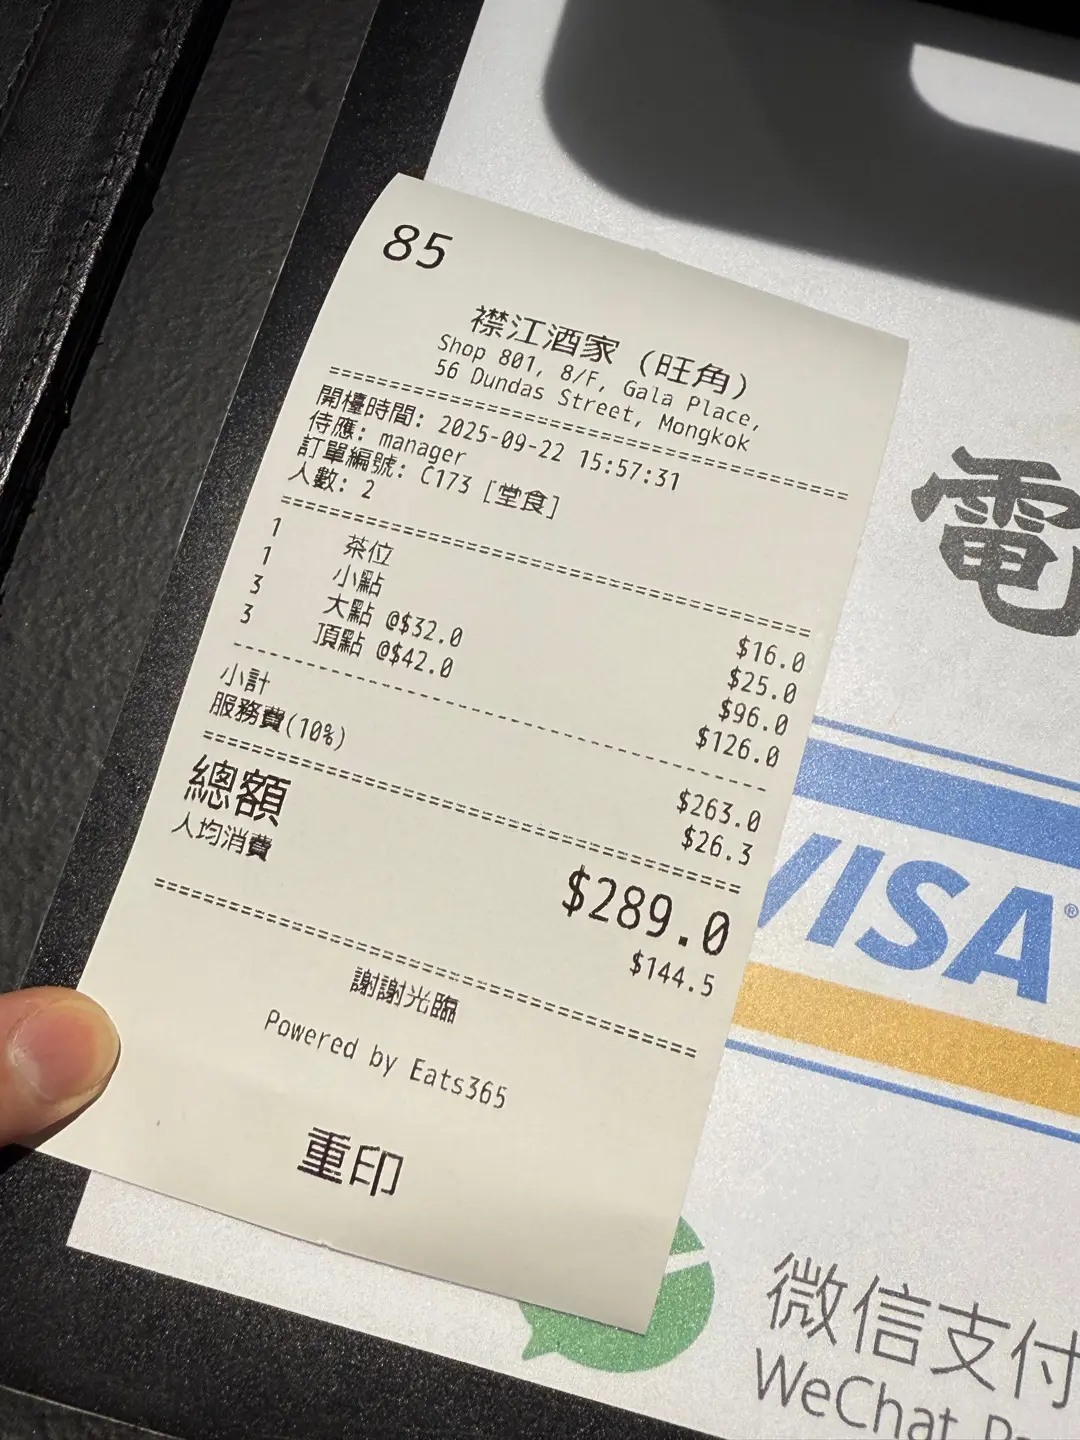 85
襟江酒家 (旺角)
Shop 801, 8/F, Gala Place,
56 Dundas Street, Mongkok
==============================
開檯時間: 2025-09-22 15:57:31
侍應: manager
訂單編號: C173 [堂食]
人數: 2
==============================
1 茶位 $16.0
1 小點 $25.0
3 大點 @$32.0 $96.0
3 頂點 @$42.0 $126.0
------------------------------
小計 $263.0
服務費(10%) $26.3
==============================
總額 $289.0
人均消費 $144.5
==============================
謝謝光臨
Powered by Eats365
重印
電
VISA®
微信支付
WeChat